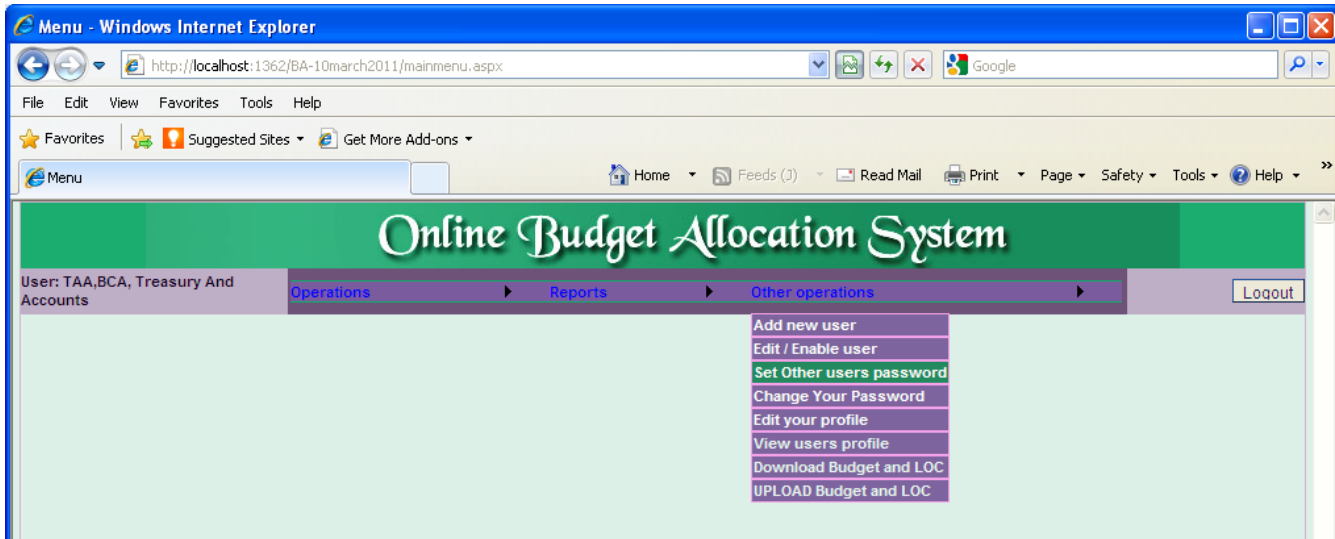 Menu - Windows Internet Explorer
http://localhost:1362/BA-10march2011/mainmenu.aspx Google
File Edit View Favorites Tools Help
Favorites Suggested Sites Get More Add-ons
Menu Home Feeds (J) Read Mail Print Page Safety Tools Help »
Online Budget Allocation System
User: TAA,BCA, Treasury And
Accounts
Operations Reports Other operations Logout
Add new user
Edit / Enable user
Set Other users password
Change Your Password
Edit your profile
View users profile
Download Budget and LOC
UPLOAD Budget and LOC